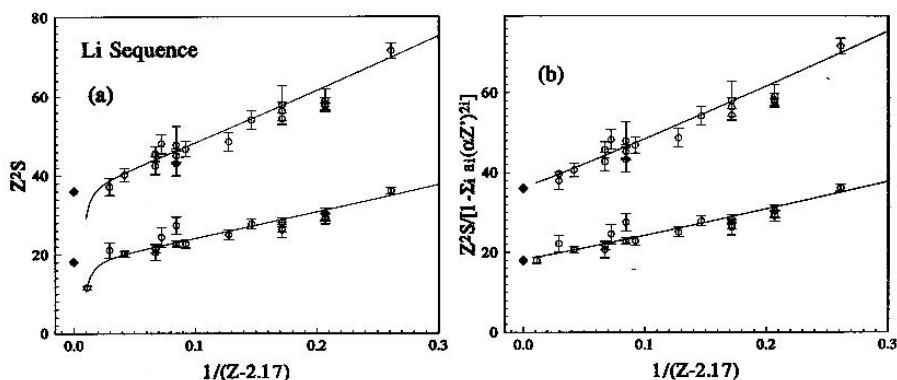 80
60
40
20
0
Z²S
Li Sequence
(a)
0.0 0.1 0.2 0.3
1/(Z-2.17)
80
60
40
20
0
Z²S/[1-Σi ai(αZ')²ⁱ]
(b)
0.0 0.1 0.2 0.3
1/(Z-2.17)